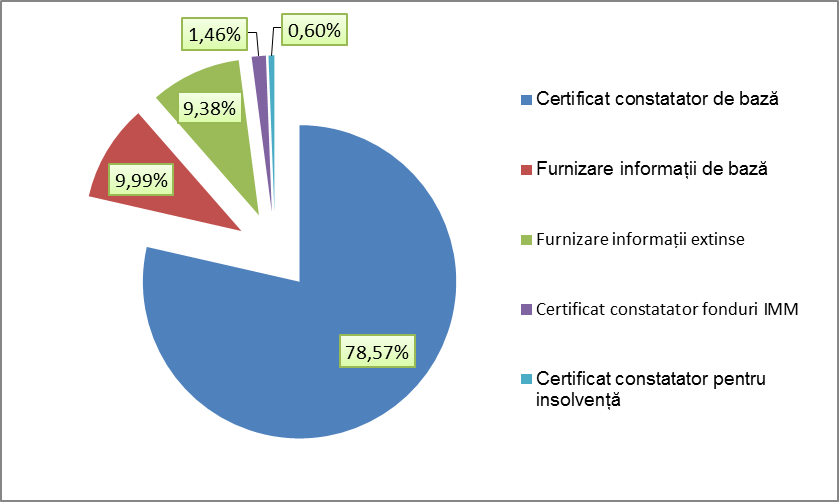 1,46%
0,60%
9,38%
9,99%
78,57%
Certificat constatator de bază
Furnizare informații de bază
Furnizare informații extinse
Certificat constatator fonduri IMM
Certificat constatator pentru
insolvență